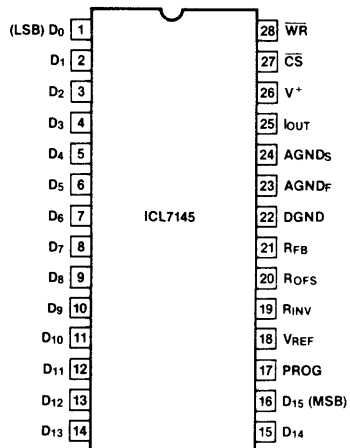 (LSB) D0 1 28 WR
D1 2 27 CS
D2 3 26 V+
D3 4 25 IOUT
D4 5 24 AGNDS
D5 6 23 AGNDF
D6 7 ICL7145 22 DGND
D7 8 21 RFB
D8 9 20 ROFS
D9 10 19 RINV
D10 11 18 VREF
D11 12 17 PROG
D12 13 16 D15 (MSB)
D13 14 15 D14